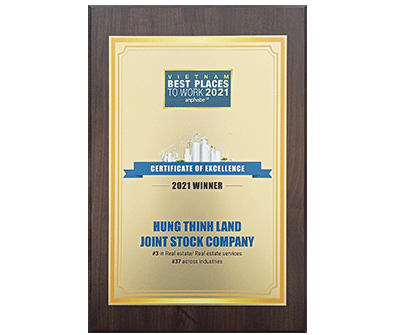 VIETNAM
BEST PLACES
TO WORK 2021
anphabe™
CERTIFICATE OF EXCELLENCE
2021 WINNER
HUNG THINH LAND
JOINT STOCK COMPANY
#3 in Real estate/ Real estate services
#37 across industries